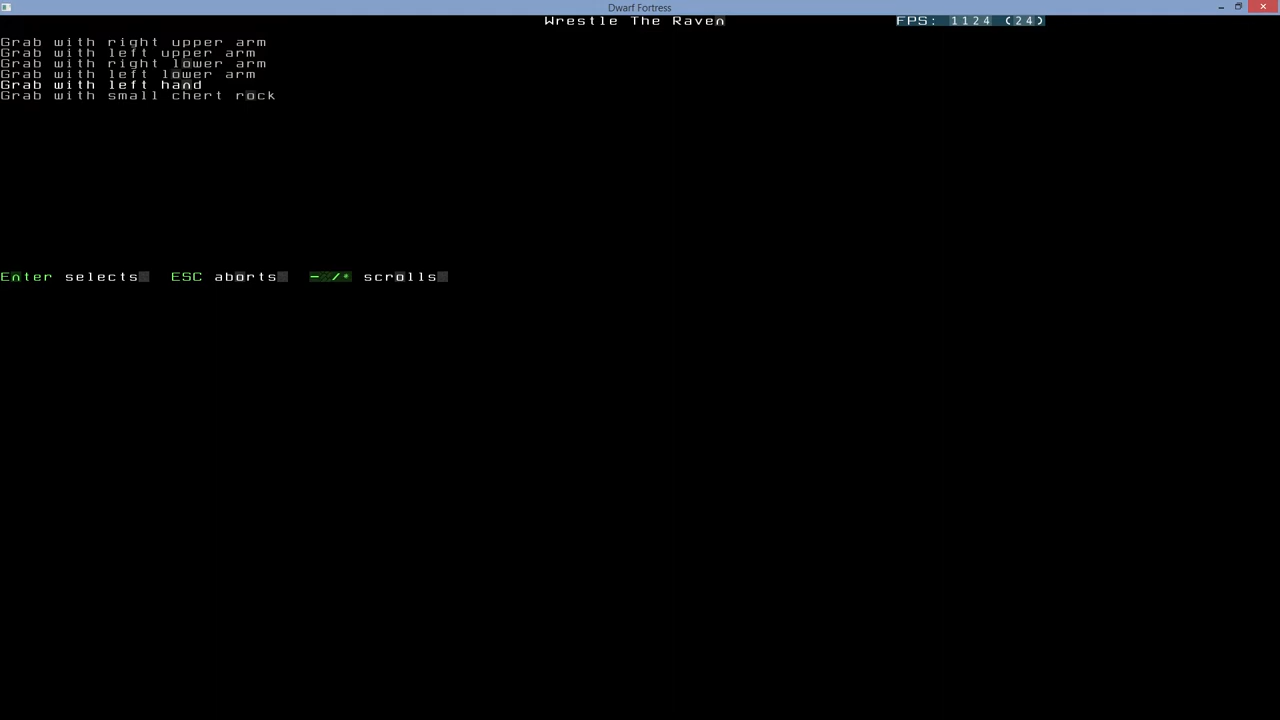 Dwarf Fortress
Wrestle The Raven FPS: 1124 (24)
Grab with right upper arm
Grab with left upper arm
Grab with right lower arm
Grab with left lower arm
Grab with left hand
Grab with small chert rock
Enter selects ESC aborts -/* scrolls